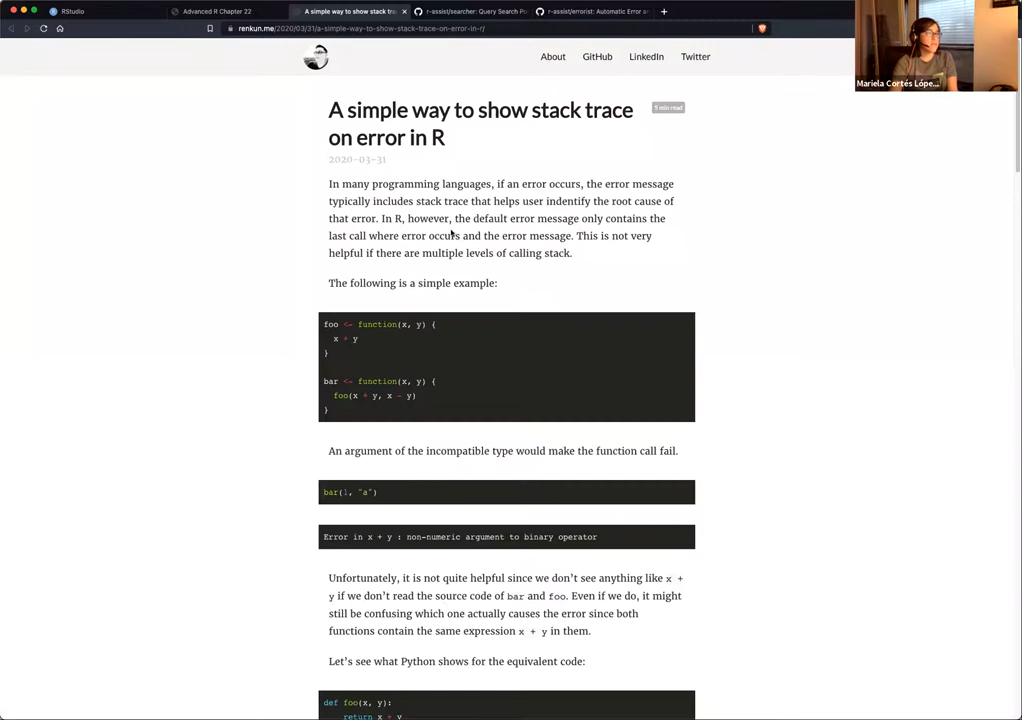 RStudio
Advanced R Chapter 22
A simple way to show stack tra
r-assist/searcher: Query Search Po
r-assist/errorist: Automatic Error a
renkun.me/2020/03/31/a-simple-way-to-show-stack-trace-on-error-in-r/
Mariela Cortés Lópe...
About
GitHub
LinkedIn
Twitter
A simple way to show stack trace
on error in R
5 min read
2020-03-31
In many programming languages, if an error occurs, the error message
typically includes stack trace that helps user indentify the root cause of
that error. In R, however, the default error message only contains the
last call where error occurs and the error message. This is not very
helpful if there are multiple levels of calling stack.
The following is a simple example:
foo <- function(x, y) {
x + y
}
bar <- function(x, y) {
foo(x + y, x - y)
}
An argument of the incompatible type would make the function call fail.
bar(1, "a")
Error in x + y : non-numeric argument to binary operator
Unfortunately, it is not quite helpful since we don’t see anything like x +
y if we don’t read the source code of bar and foo. Even if we do, it might
still be confusing which one actually causes the error since both
functions contain the same expression x + y in them.
Let’s see what Python shows for the equivalent code:
def foo(x, y):
return x + y